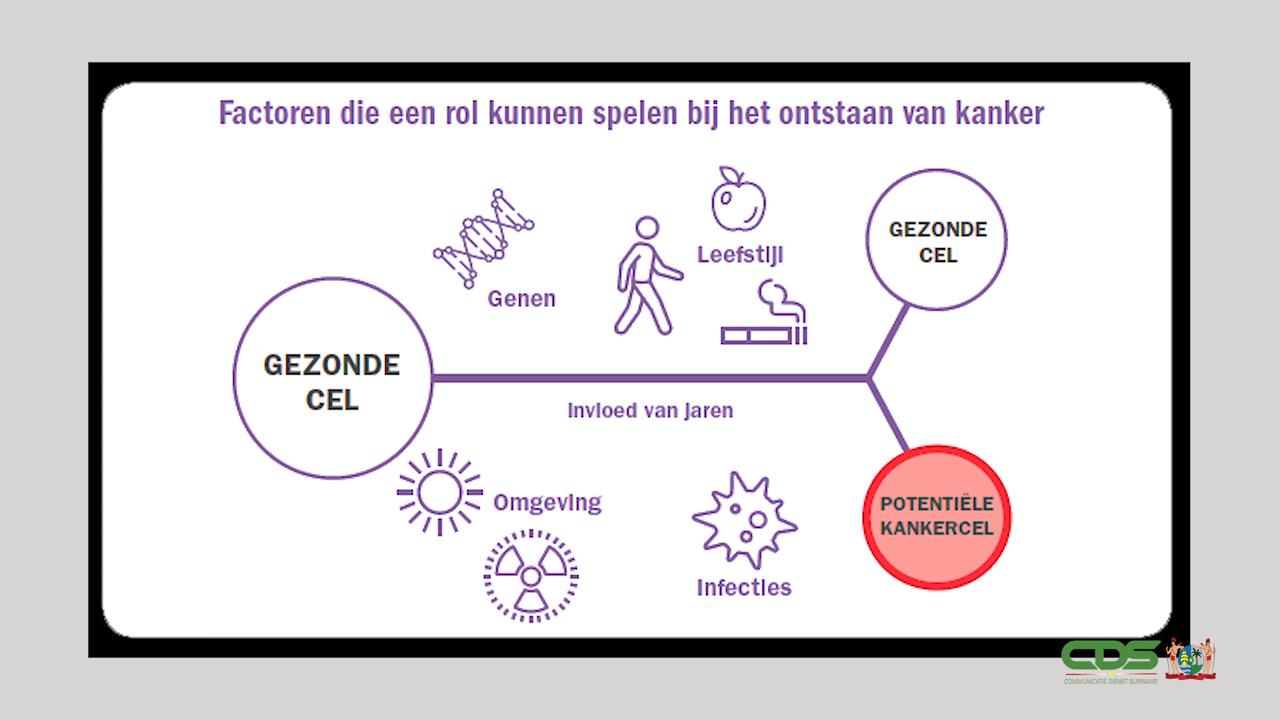 Factoren die een rol kunnen spelen bij het ontstaan van kanker
Genen
Leefstijl
GEZONDE
CEL
GEZONDE
CEL
Invloed van jaren
Omgeving
Infecties
POTENTIËLE
KANKERCEL
CDS
COMMUNICATIE DIENST SURINAME